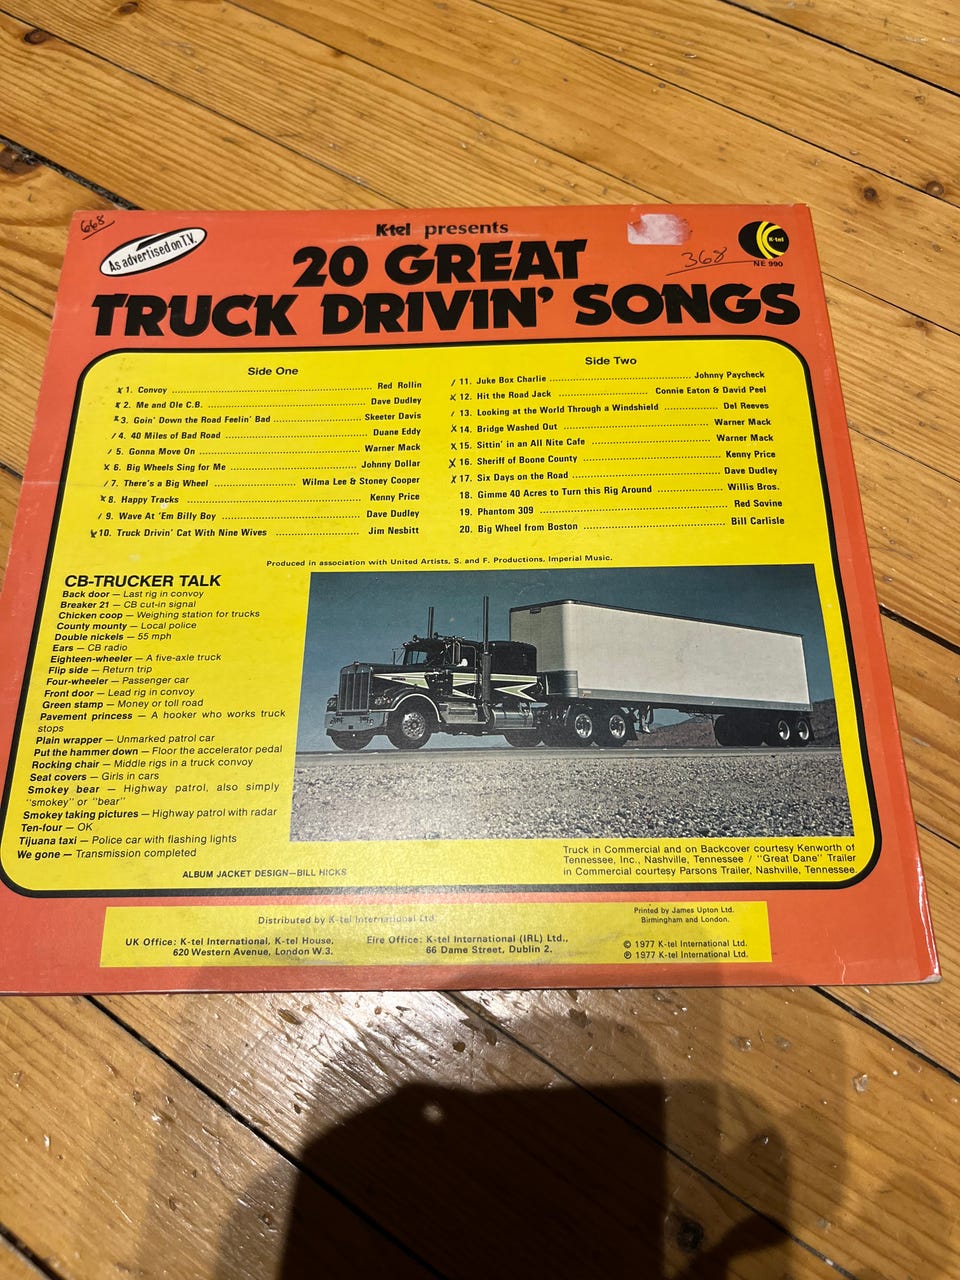 668
As advertised on T.V.
K-tel presents
20 GREAT
TRUCK DRIVIN' SONGS
368
K-tel
NE 990
Side One
x 1. Convoy ........ Red Rollin
x 2. Me and Ole C.B. ........ Dave Dudley
x 3. Goin' Down the Road Feelin' Bad ........ Skeeter Davis
/ 4. 40 Miles of Bad Road ........ Duane Eddy
/ 5. Gonna Move On ........ Warner Mack
x 6. Big Wheels Sing for Me ........ Johnny Dollar
/ 7. There's a Big Wheel ........ Wilma Lee & Stoney Cooper
x 8. Happy Tracks ........ Kenny Price
/ 9. Wave At 'Em Billy Boy ........ Dave Dudley
x 10. Truck Drivin' Cat With Nine Wives ........ Jim Nesbitt
Side Two
/ 11. Juke Box Charlie ........ Johnny Paycheck
x 12. Hit the Road Jack ........ Connie Eaton & David Peel
/ 13. Looking at the World Through a Windshield ........ Del Reeves
x 14. Bridge Washed Out ........ Warner Mack
x 15. Sittin' in an All Nite Cafe ........ Warner Mack
x 16. Sheriff of Boone County ........ Kenny Price
x 17. Six Days on the Road ........ Dave Dudley
18. Gimme 40 Acres to Turn this Rig Around ........ Willis Bros.
19. Phantom 309 ........ Red Sovine
20. Big Wheel from Boston ........ Bill Carlisle
Produced in association with United Artists, S. and F. Productions, Imperial Music.
CB-TRUCKER TALK
Back door — Last rig in convoy
Breaker 21 — CB cut-in signal
Chicken coop — Weighing station for trucks
County mounty — Local police
Double nickels — 55 mph
Ears — CB radio
Eighteen-wheeler — A five-axle truck
Flip side — Return trip
Four-wheeler — Passenger car
Front door — Lead rig in convoy
Green stamp — Money or toll road
Pavement princess — A hooker who works truck
stops
Plain wrapper — Unmarked patrol car
Put the hammer down — Floor the accelerator pedal
Rocking chair — Middle rigs in a truck convoy
Seat covers — Girls in cars
Smokey bear — Highway patrol, also simply
"smokey" or "bear"
Smokey taking pictures — Highway patrol with radar
Ten-four — OK
Tijuana taxi — Police car with flashing lights
We gone — Transmission completed
ALBUM JACKET DESIGN—BILL HICKS
Truck in Commercial and on Backcover courtesy Kenworth of
Tennessee, Inc., Nashville, Tennessee / "Great Dane" Trailer
in Commercial courtesy Parsons Trailer, Nashville, Tennessee.
Distributed by K-tel International Ltd.
UK Office: K-tel International, K-tel House,
620 Western Avenue, London W.3.
Eire Office: K-tel International (IRL) Ltd.,
66 Dame Street, Dublin 2.
Printed by James Upton Ltd.
Birmingham and London.
© 1977 K-tel International Ltd.
℗ 1977 K-tel International Ltd.